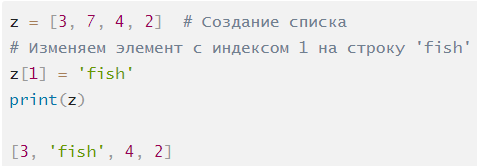 z = [3, 7, 4, 2]  # Создание списка
# Изменяем элемент с индексом 1 на строку 'fish'
z[1] = 'fish'
print(z)

[3, 'fish', 4, 2]